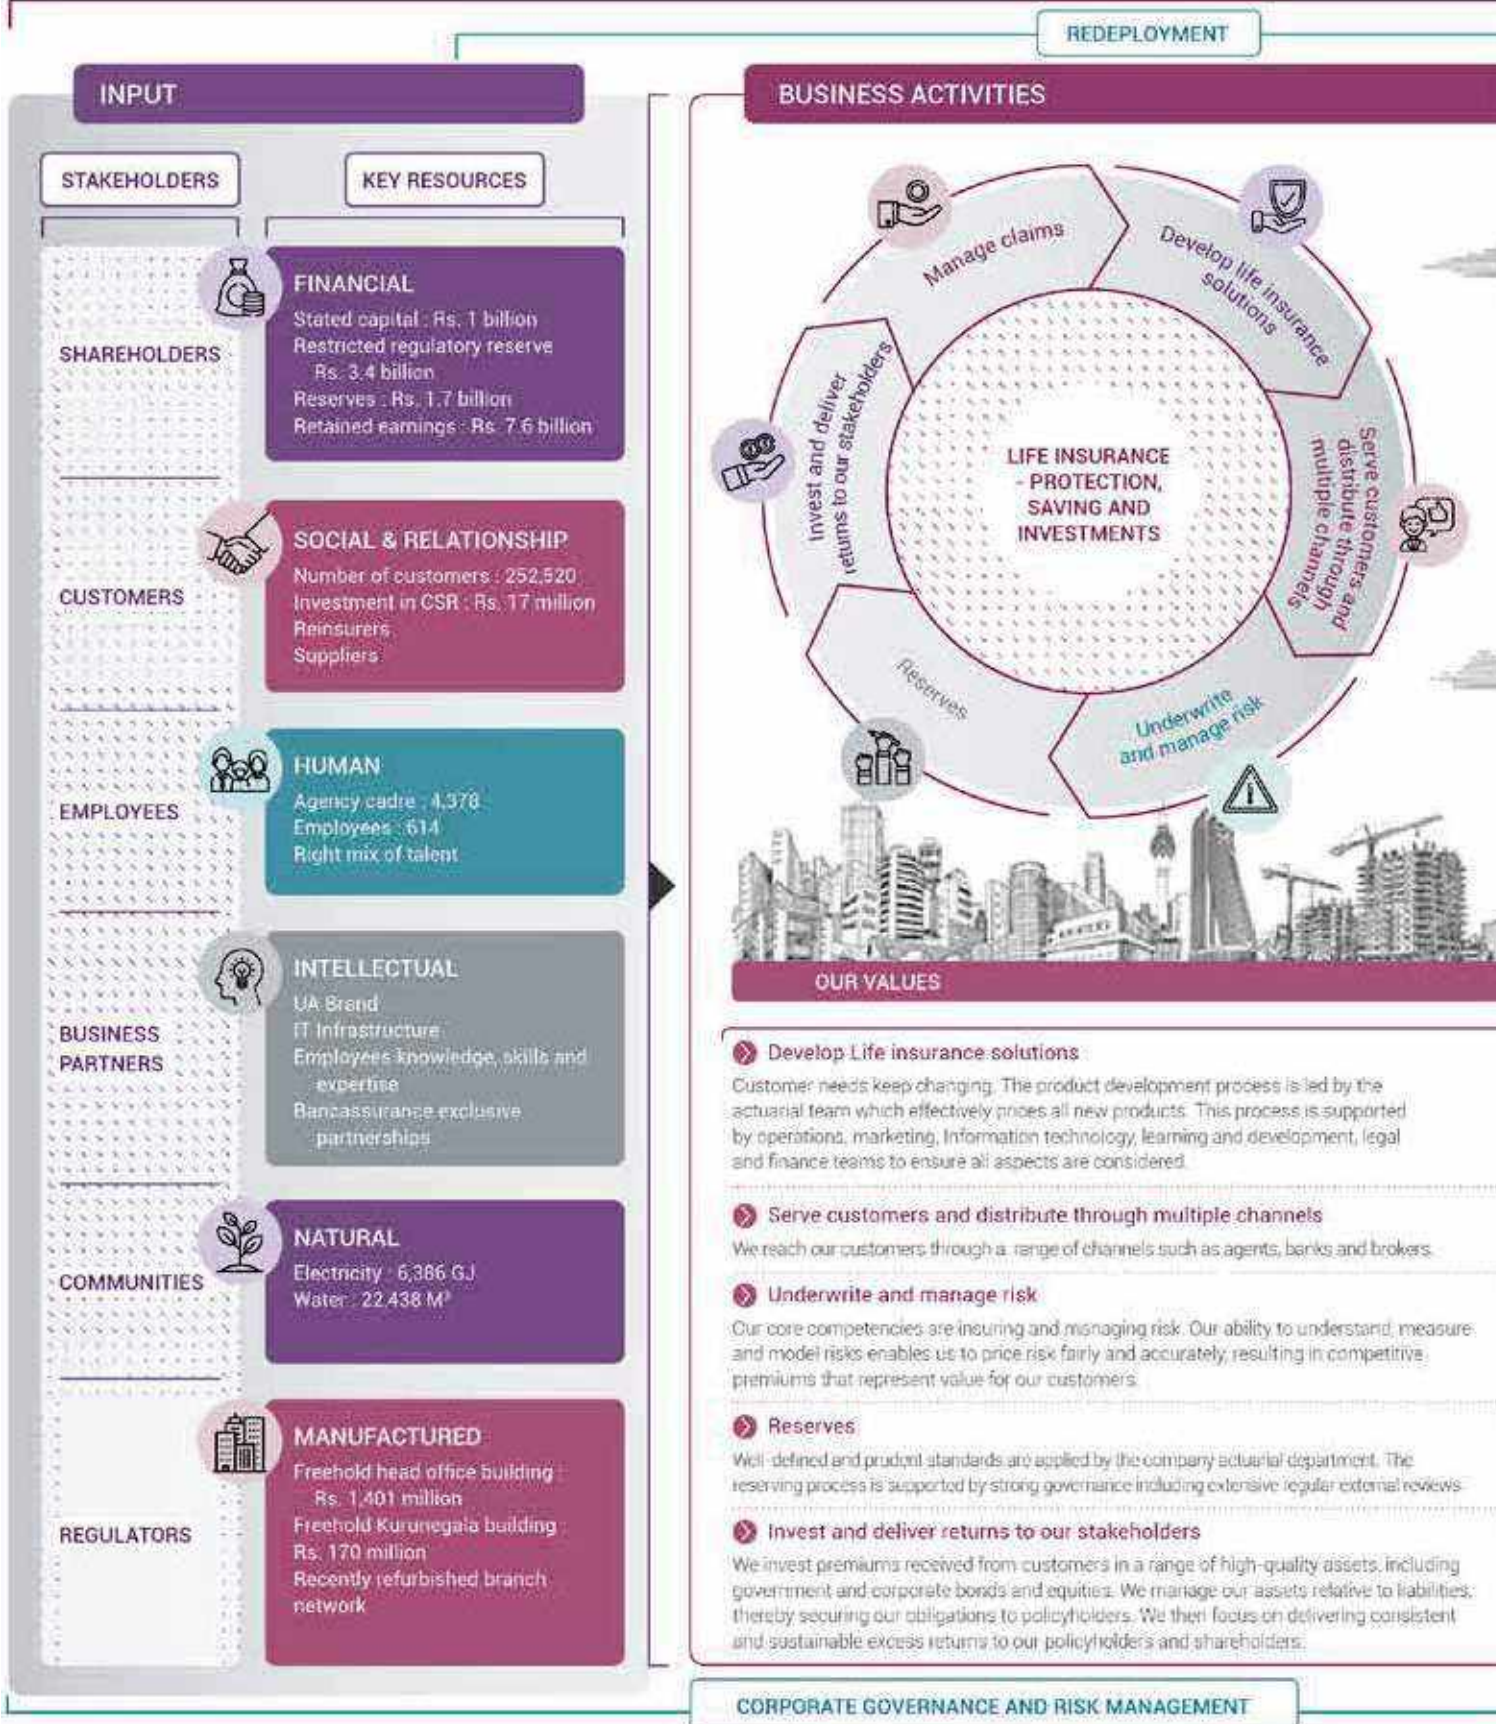 REDEPLOYMENT
INPUT
STAKEHOLDERS
KEY RESOURCES
SHAREHOLDERS
FINANCIAL
Stated capital : Rs. 1 billion
Restricted regulatory reserve
Rs. 3.4 billion
Reserves : Rs. 1.7 billion
Retained earnings : Rs. 7.6 billion
CUSTOMERS
SOCIAL & RELATIONSHIP
Number of customers : 252,520
Investment in CSR : Rs. 17 million
Reinsurers
Suppliers
EMPLOYEES
HUMAN
Agency cadre : 4,378
Employees : 614
Right mix of talent
BUSINESS
PARTNERS
INTELLECTUAL
UA Brand
IT Infrastructure
Employees knowledge, skills and
expertise
Bancassurance exclusive
partnerships
COMMUNITIES
NATURAL
Electricity : 6,386 GJ
Water : 22,438 M³
REGULATORS
MANUFACTURED
Freehold head office building :
Rs. 1,401 million
Freehold Kurunegala building :
Rs. 170 million
Recently refurbished branch
network
BUSINESS ACTIVITIES
Manage claims
Develop life insurance
solutions
Serve customers and
distribute through
multiple channels
Underwrite
and manage risk
Reserves
Invest and deliver
returns to our stakeholders
LIFE INSURANCE
- PROTECTION,
SAVING AND
INVESTMENTS
OUR VALUES
Develop Life insurance solutions
Customer needs keep changing. The product development process is led by the
actuarial team which effectively prices all new products. This process is supported
by operations, marketing, Information technology, learning and development, legal
and finance teams to ensure all aspects are considered.
Serve customers and distribute through multiple channels
We reach our customers through a range of channels such as agents, banks and brokers.
Underwrite and manage risk
Our core competencies are insuring and managing risk. Our ability to understand, measure
and model risks enables us to price risk fairly and accurately, resulting in competitive
premiums that represent value for our customers.
Reserves
Well-defined and prudent standards are applied by the company actuarial department. The
reserving process is supported by strong governance including extensive regular external reviews
Invest and deliver returns to our stakeholders
We invest premiums received from customers in a range of high-quality assets, including
government and corporate bonds and equities. We manage our assets relative to liabilities,
thereby securing our obligations to policyholders. We then focus on delivering consistent
and sustainable excess returns to our policyholders and shareholders.
CORPORATE GOVERNANCE AND RISK MANAGEMENT